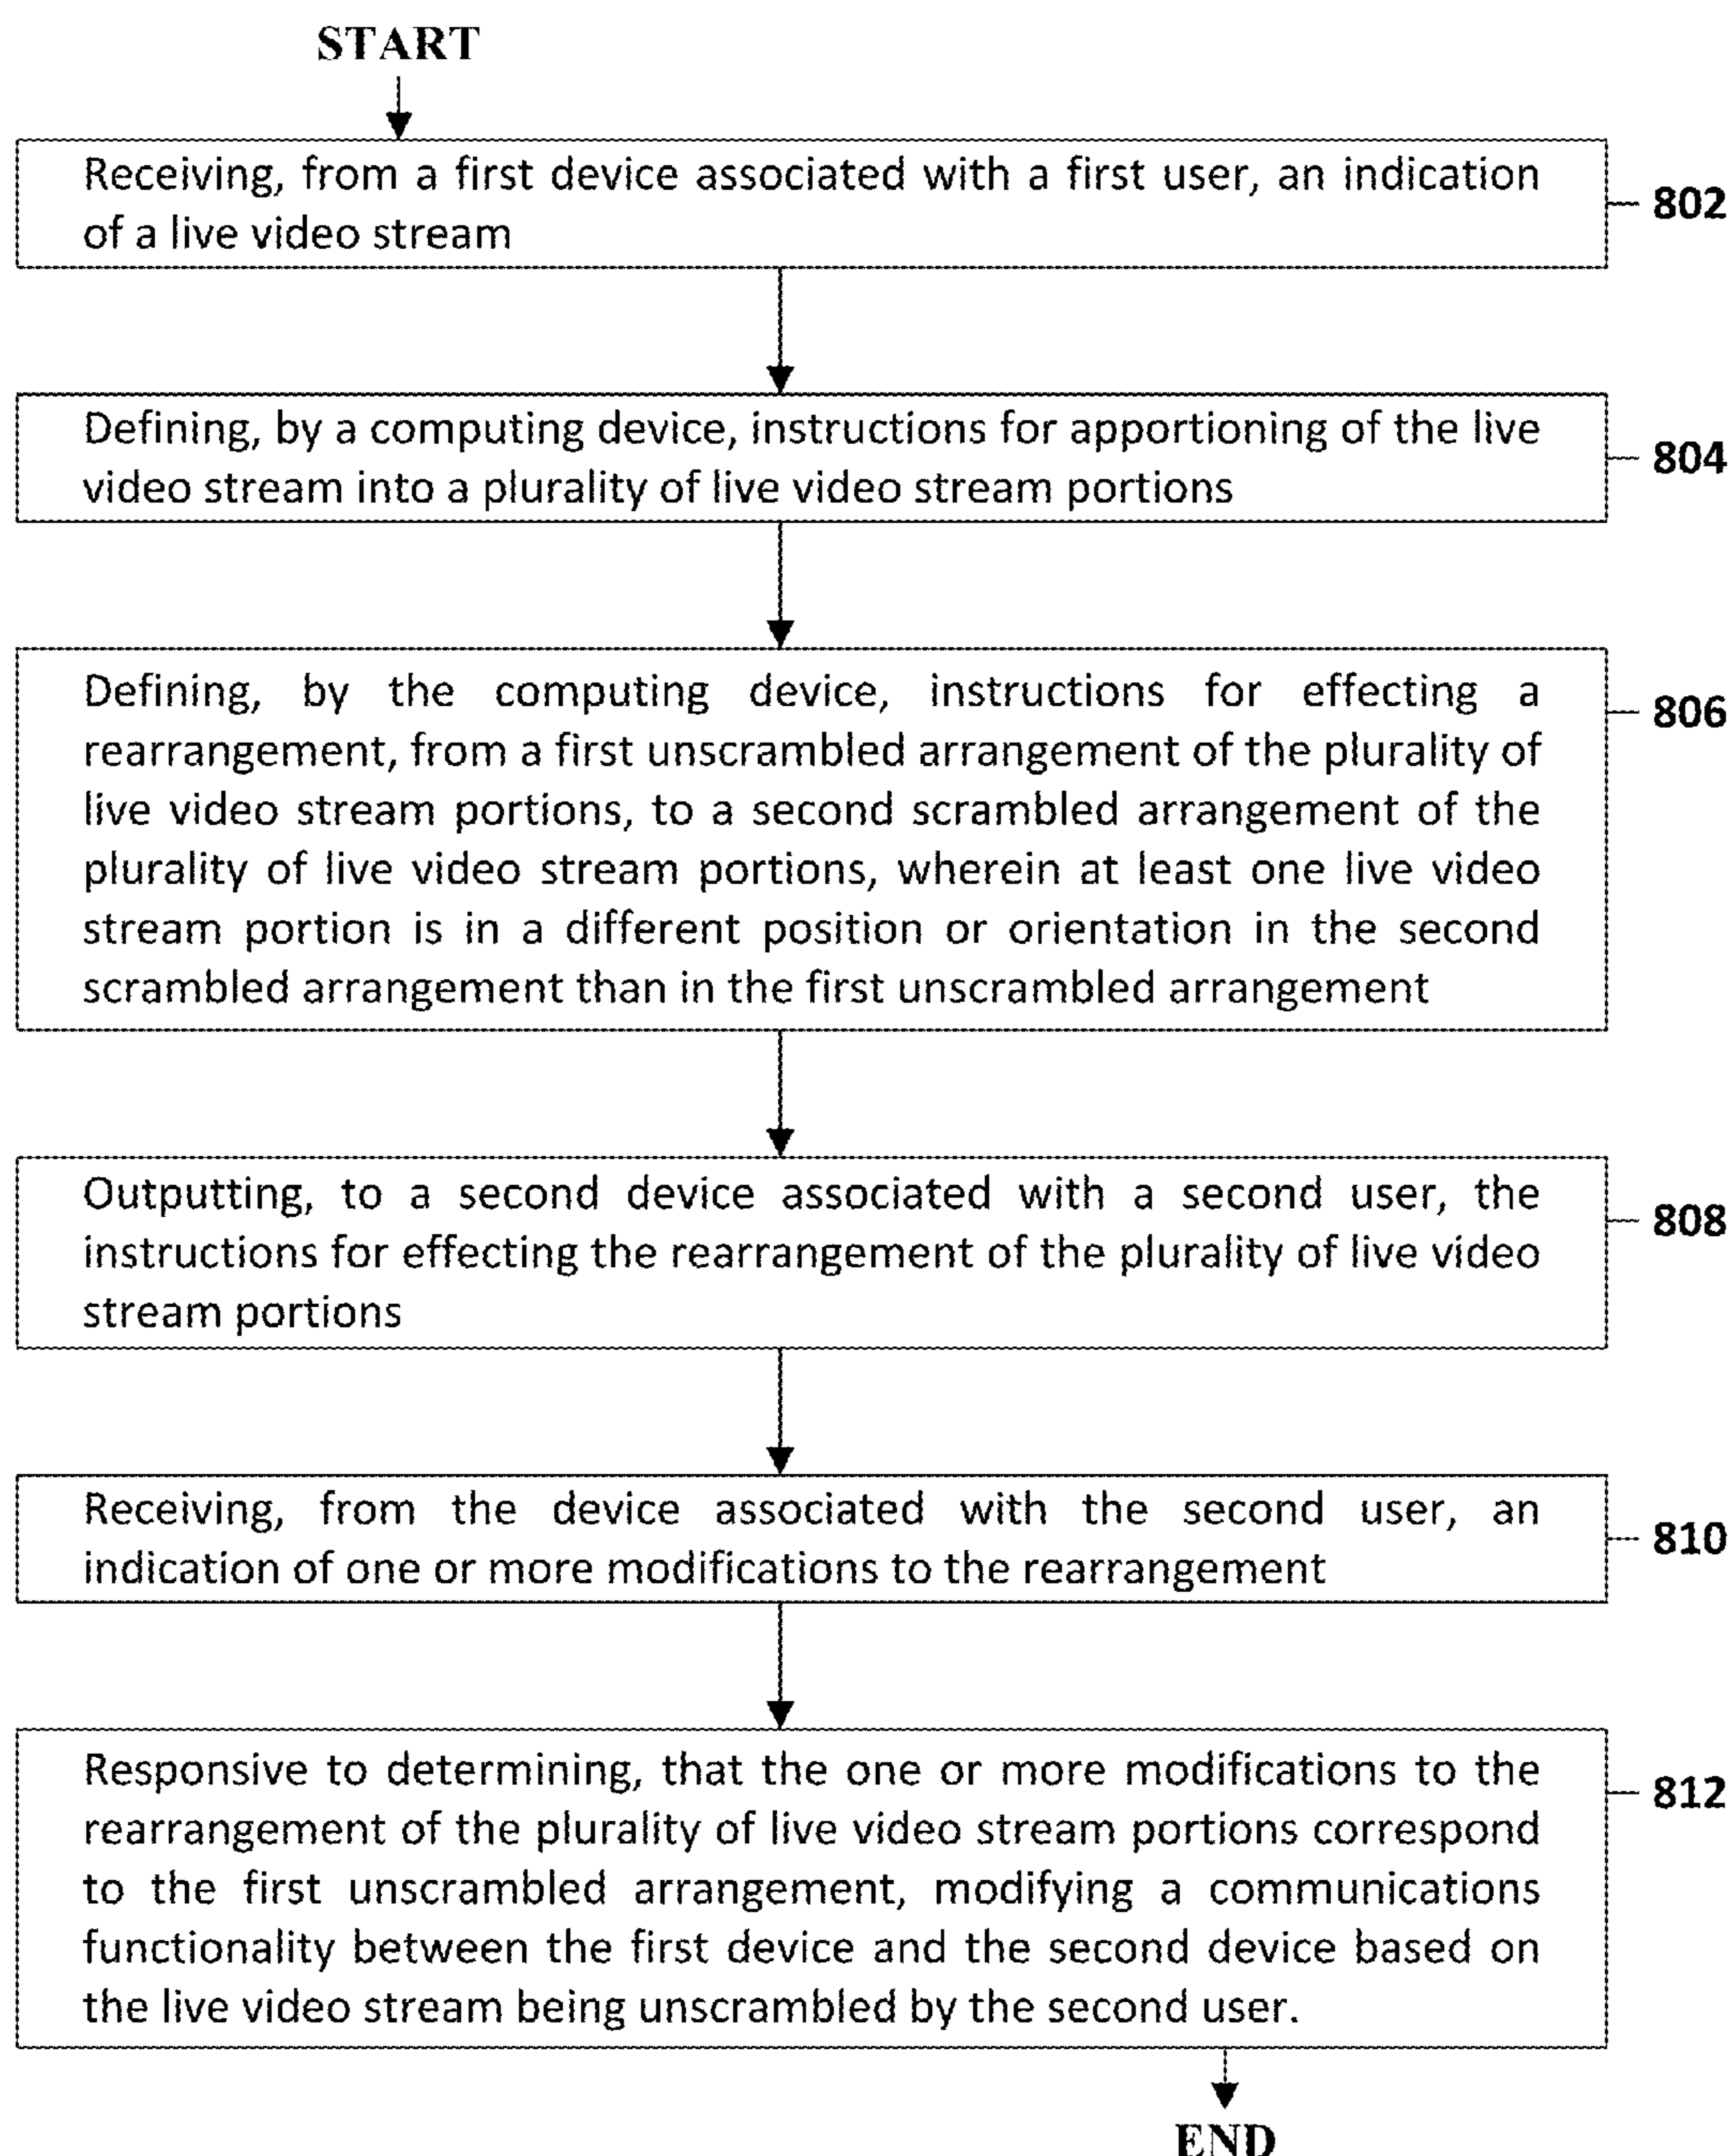 START
Receiving, from a first device associated with a first user, an indication
of a live video stream
802
Defining, by a computing device, instructions for apportioning of the live
video stream into a plurality of live video stream portions
804
Defining, by the computing device, instructions for effecting a
rearrangement, from a first unscrambled arrangement of the plurality of
live video stream portions, to a second scrambled arrangement of the
plurality of live video stream portions, wherein at least one live video
stream portion is in a different position or orientation in the second
scrambled arrangement than in the first unscrambled arrangement
806
Outputting, to a second device associated with a second user, the
instructions for effecting the rearrangement of the plurality of live video
stream portions
808
Receiving, from the device associated with the second user, an
indication of one or more modifications to the rearrangement
810
Responsive to determining, that the one or more modifications to the
rearrangement of the plurality of live video stream portions correspond
to the first unscrambled arrangement, modifying a communications
functionality between the first device and the second device based on
the live video stream being unscrambled by the second user.
812
END